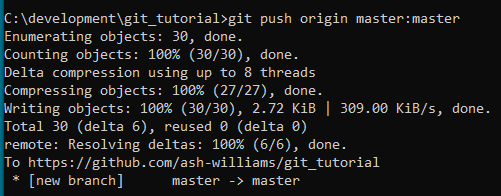 C:\development\git_tutorial>git push origin master:master
Enumerating objects: 30, done.
Counting objects: 100% (30/30), done.
Delta compression using up to 8 threads
Compressing objects: 100% (27/27), done.
Writing objects: 100% (30/30), 2.72 KiB | 309.00 KiB/s, done.
Total 30 (delta 6), reused 0 (delta 0)
remote: Resolving deltas: 100% (6/6), done.
To https://github.com/ash-williams/git_tutorial
 * [new branch]      master -> master